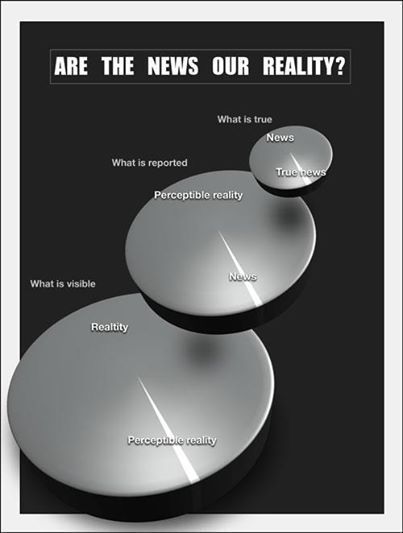 ARE THE NEWS OUR REALITY?
What is true
News
True news
What is reported
Perceptible reality
News
What is visible
Realtity
Perceptible reality